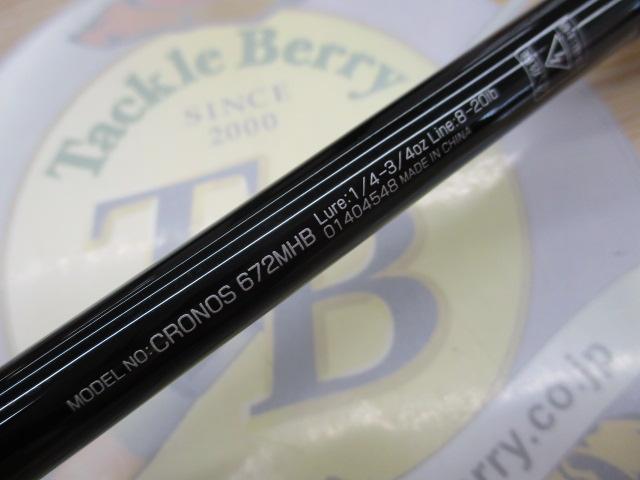 Tackle Berry
SINCE
2000
TB
MODEL NO:CRONOS 672MHB Lure:1/4-3/4oz Line:8-20lb
01404548 MADE IN CHINA
rry.co.jp